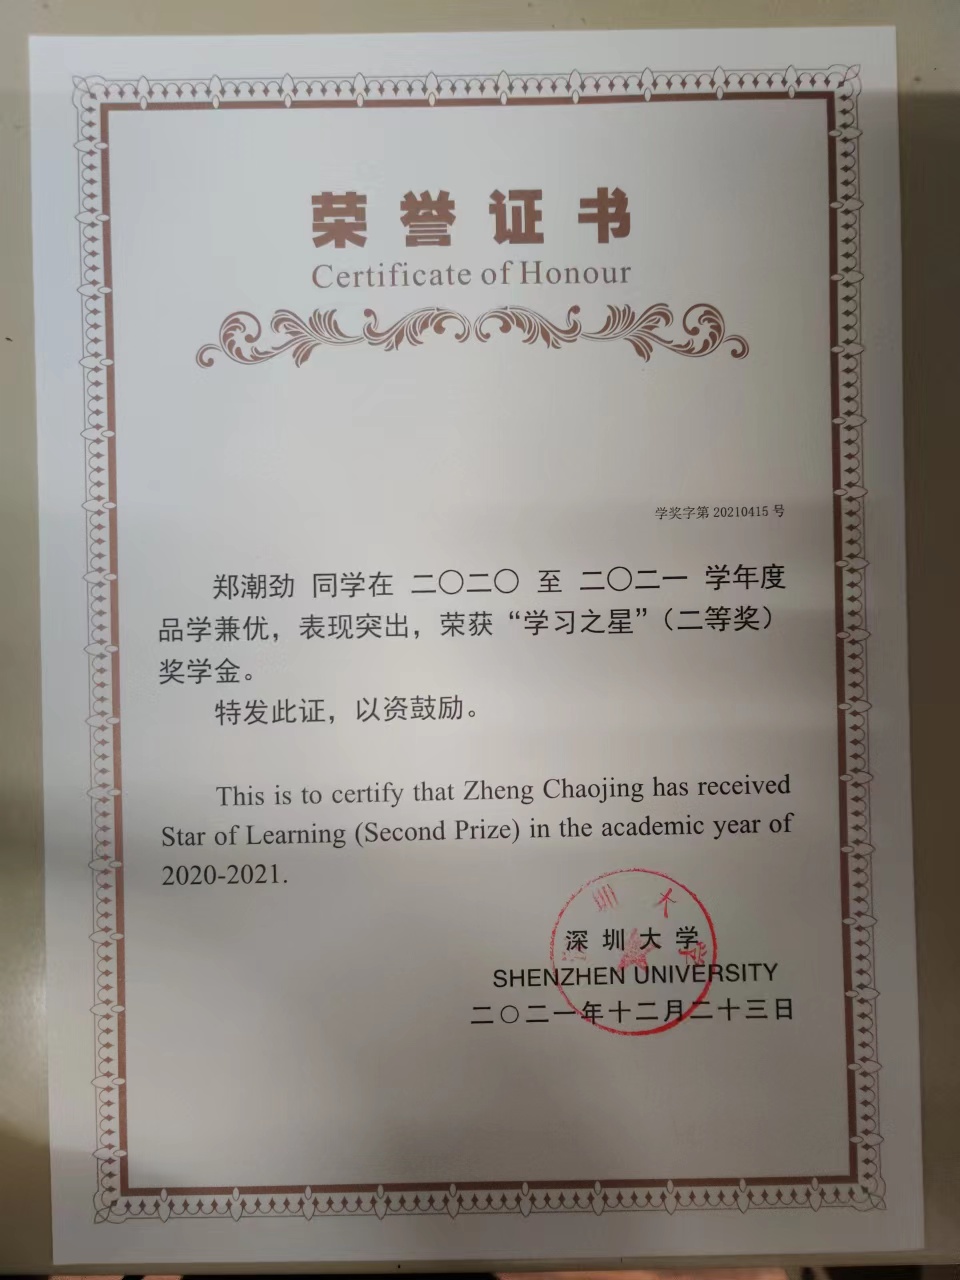 荣誉证书
Certificate of Honour
学奖字第 20210415 号
郑潮劲 同学在 二〇二〇 至 二〇二一 学年度
品学兼优，表现突出，荣获“学习之星”（二等奖）
奖学金。
特发此证，以资鼓励。
This is to certify that Zheng Chaojing has received
Star of Learning (Second Prize) in the academic year of
2020-2021.
深圳大学
SHENZHEN UNIVERSITY
二〇二一年十二月二十三日